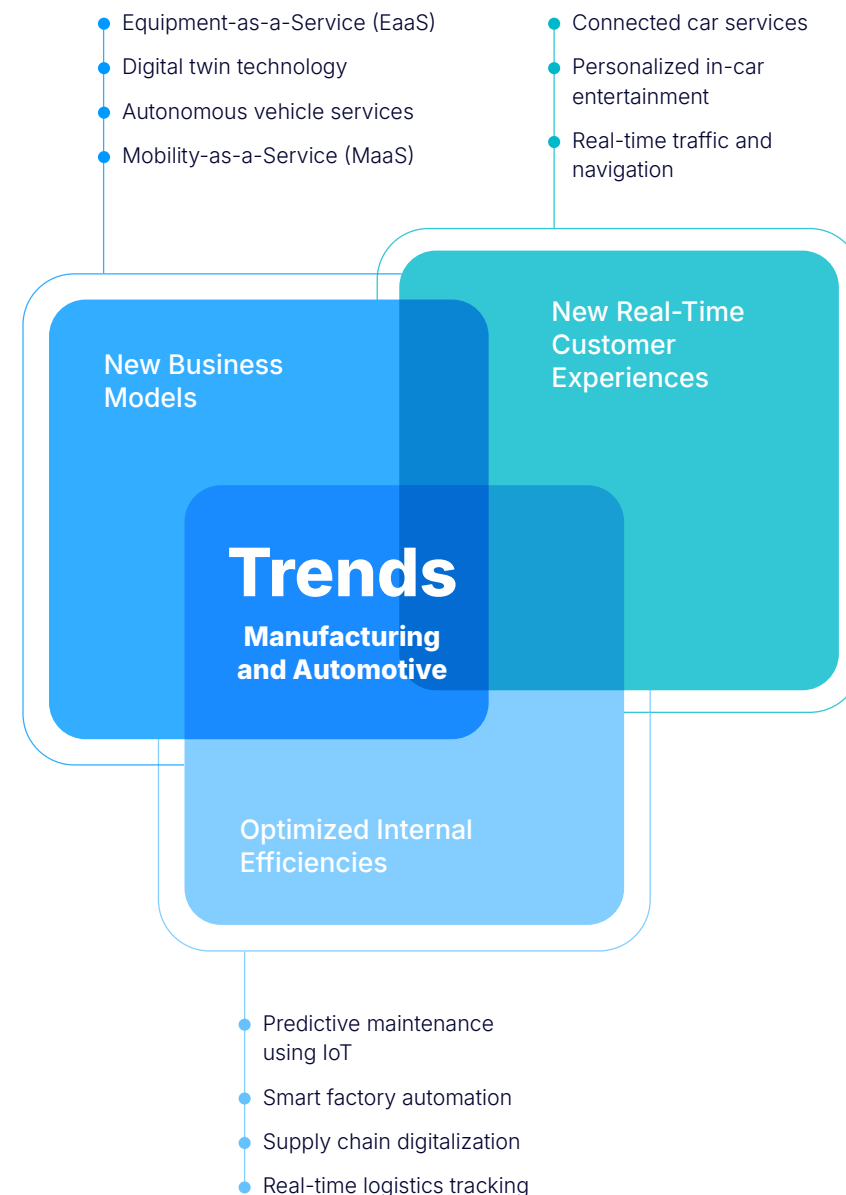 Equipment-as-a-Service (EaaS)
Digital twin technology
Autonomous vehicle services
Mobility-as-a-Service (MaaS)
Connected car services
Personalized in-car
entertainment
Real-time traffic and
navigation
New Business
Models
New Real-Time
Customer
Experiences
Trends
Manufacturing
and Automotive
Optimized Internal
Efficiencies
Predictive maintenance
using IoT
Smart factory automation
Supply chain digitalization
Real-time logistics tracking